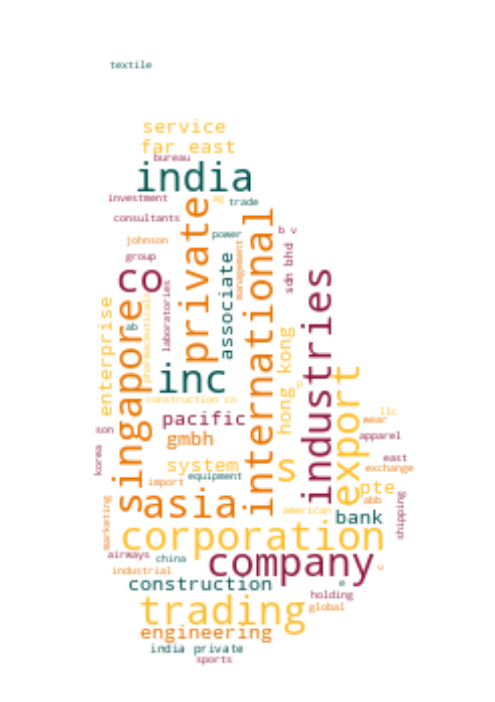 textile
service
far east
bureau
india
investment
ag
trade
consultants
private
international
b v
johnson
power
management
sdn bhd
group
associate
co
laboratories
industries
enterprise
pharmaceuticals
singapore
ab
hong kong
inc
export
p
construction co
pacific
llc
wear
son
gmbh
apparel
korea
system
s
east
exchange
equipment
import
pte
asia
s
abb
shipping
marketing
american
bank
corporation
airways
china
company
u
industrial
construction
e
holding
trading
global
engineering
india private
sports